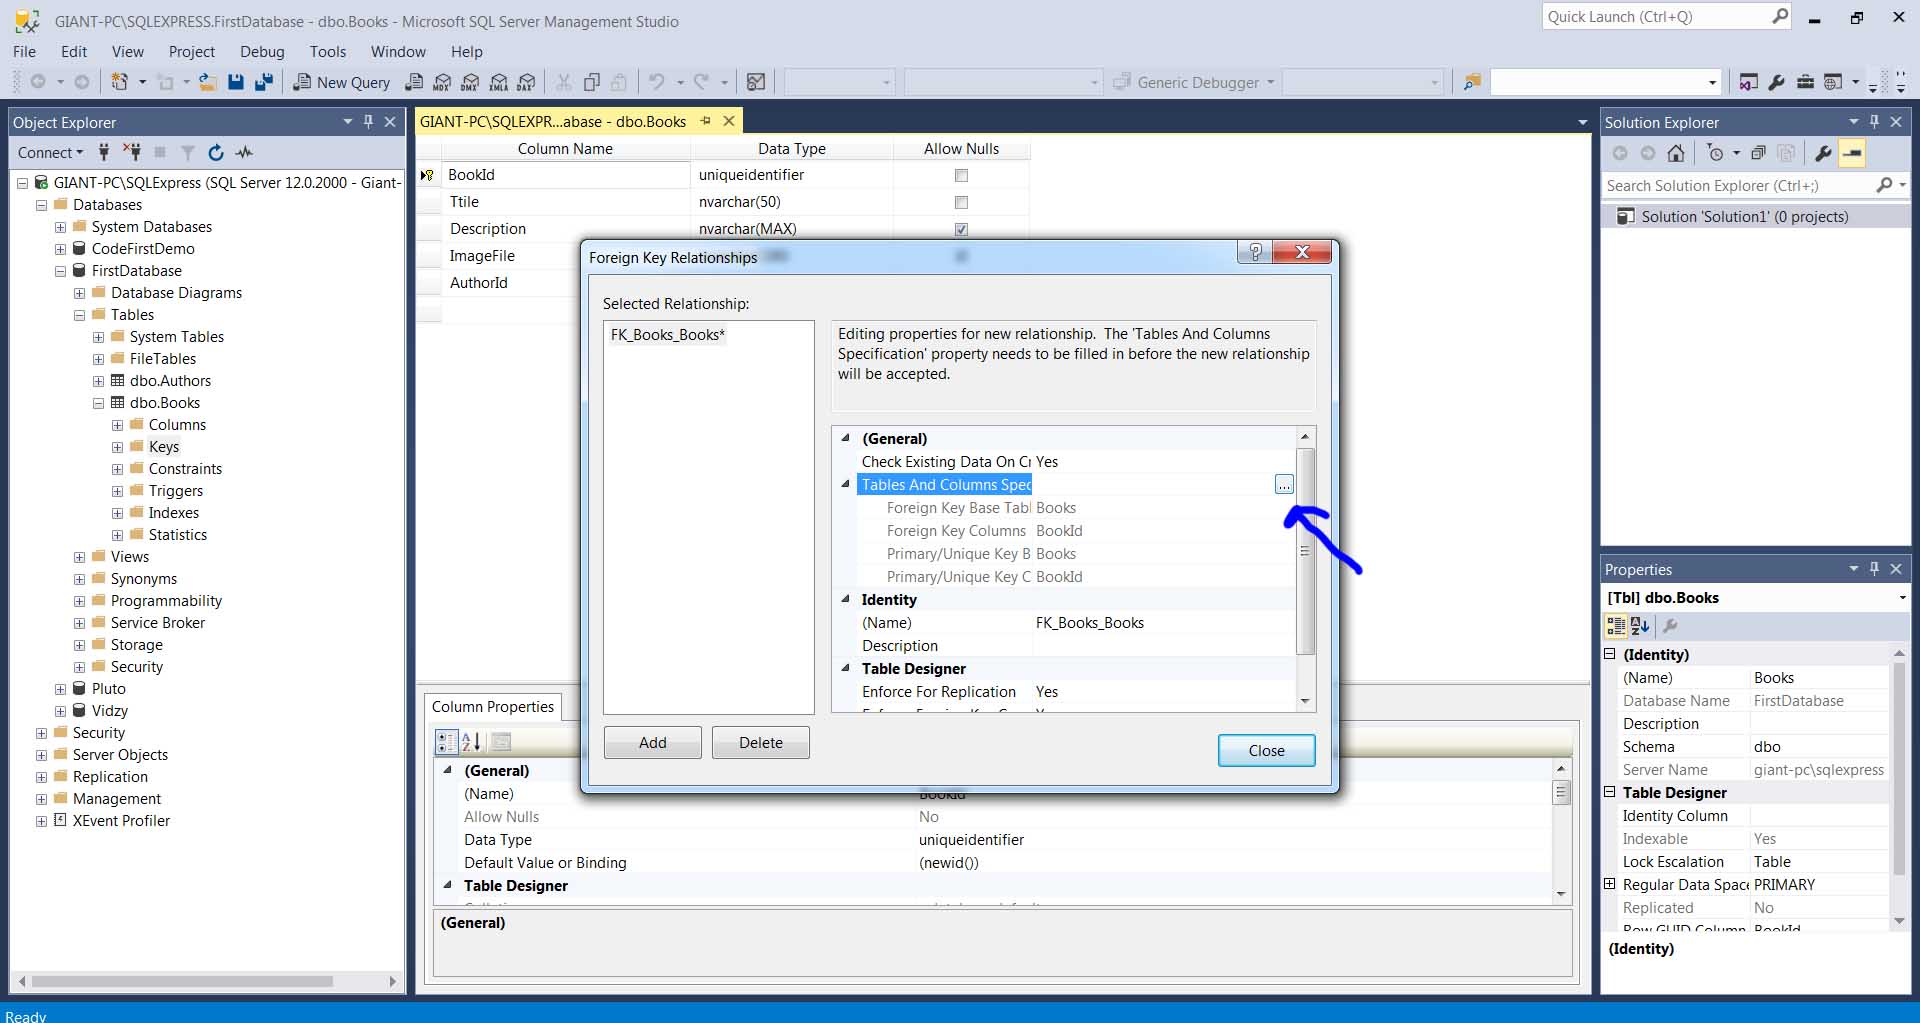 GIANT-PC\SQLEXPRESS.FirstDatabase - dbo.Books - Microsoft SQL Server Management Studio
Quick Launch (Ctrl+Q)
File Edit View Project Debug Tools Window Help
New Query
MDX DMX XMLA DAX
Generic Debugger
Object Explorer
Connect
GIANT-PC\SQLExpress (SQL Server 12.0.2000 - Giant-
Databases
System Databases
CodeFirstDemo
FirstDatabase
Database Diagrams
Tables
System Tables
FileTables
dbo.Authors
dbo.Books
Columns
Keys
Constraints
Triggers
Indexes
Statistics
Views
Synonyms
Programmability
Service Broker
Storage
Security
Pluto
Vidzy
Security
Server Objects
Replication
Management
XEvent Profiler
GIANT-PC\SQLEXPR...abase - dbo.Books
Column Name Data Type Allow Nulls
BookId uniqueidentifier
Ttile nvarchar(50)
Description nvarchar(MAX)
ImageFile
AuthorId
Foreign Key Relationships
Selected Relationship:
FK_Books_Books*
Editing properties for new relationship. The 'Tables And Columns
Specification' property needs to be filled in before the new relationship
will be accepted.
(General)
Check Existing Data On Cr Yes
Tables And Columns Spec ...
Foreign Key Base Tabl Books
Foreign Key Columns BookId
Primary/Unique Key B Books
Primary/Unique Key C BookId
Identity
(Name) FK_Books_Books
Description
Table Designer
Enforce For Replication Yes
Add Delete Close
Column Properties
(General)
(Name) BookId
Allow Nulls No
Data Type uniqueidentifier
Default Value or Binding (newid())
Table Designer
(General)
Solution Explorer
Search Solution Explorer (Ctrl+;)
Solution 'Solution1' (0 projects)
Properties
[Tbl] dbo.Books
(Identity)
(Name) Books
Database Name FirstDatabase
Description
Schema dbo
Server Name giant-pc\sqlexpress
Table Designer
Identity Column
Indexable Yes
Lock Escalation Table
Regular Data Space PRIMARY
Replicated No
Row GUID Column BookId
(Identity)
Ready